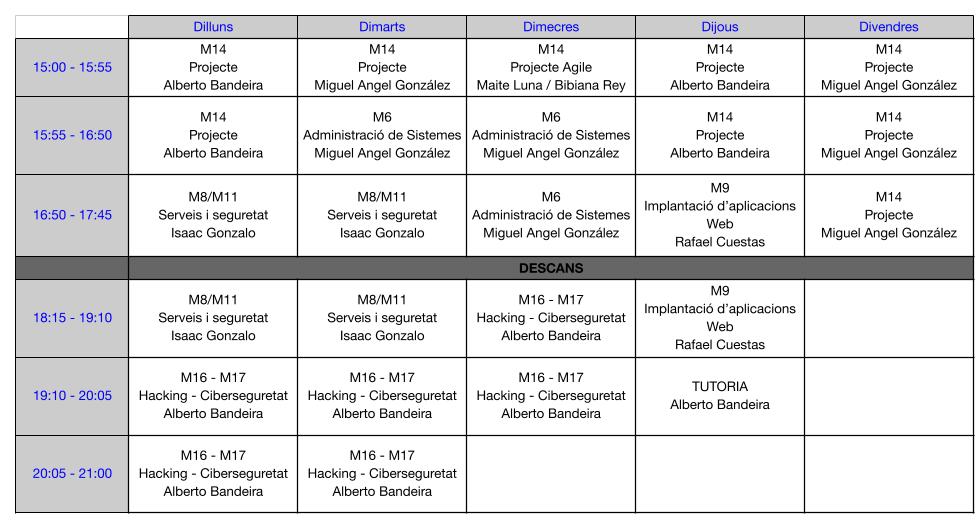 Dilluns Dimarts Dimecres Dijous Divendres
15:00 - 15:55
M14
Projecte
Alberto Bandeira
M14
Projecte
Miguel Angel González
M14
Projecte Agile
Maite Luna / Bibiana Rey
M14
Projecte
Alberto Bandeira
M14
Projecte
Miguel Angel González
15:55 - 16:50
M14
Projecte
Alberto Bandeira
M6
Administració de Sistemes
Miguel Angel González
M6
Administració de Sistemes
Miguel Angel González
M14
Projecte
Alberto Bandeira
M14
Projecte
Miguel Angel González
16:50 - 17:45
M8/M11
Serveis i seguretat
Isaac Gonzalo
M8/M11
Serveis i seguretat
Isaac Gonzalo
M6
Administració de Sistemes
Miguel Angel González
M9
Implantació d’aplicacions
Web
Rafael Cuestas
M14
Projecte
Miguel Angel González
DESCANS
18:15 - 19:10
M8/M11
Serveis i seguretat
Isaac Gonzalo
M8/M11
Serveis i seguretat
Isaac Gonzalo
M16 - M17
Hacking - Ciberseguretat
Alberto Bandeira
M9
Implantació d’aplicacions
Web
Rafael Cuestas
19:10 - 20:05
M16 - M17
Hacking - Ciberseguretat
Alberto Bandeira
M16 - M17
Hacking - Ciberseguretat
Alberto Bandeira
M16 - M17
Hacking - Ciberseguretat
Alberto Bandeira
TUTORIA
Alberto Bandeira
20:05 - 21:00
M16 - M17
Hacking - Ciberseguretat
Alberto Bandeira
M16 - M17
Hacking - Ciberseguretat
Alberto Bandeira